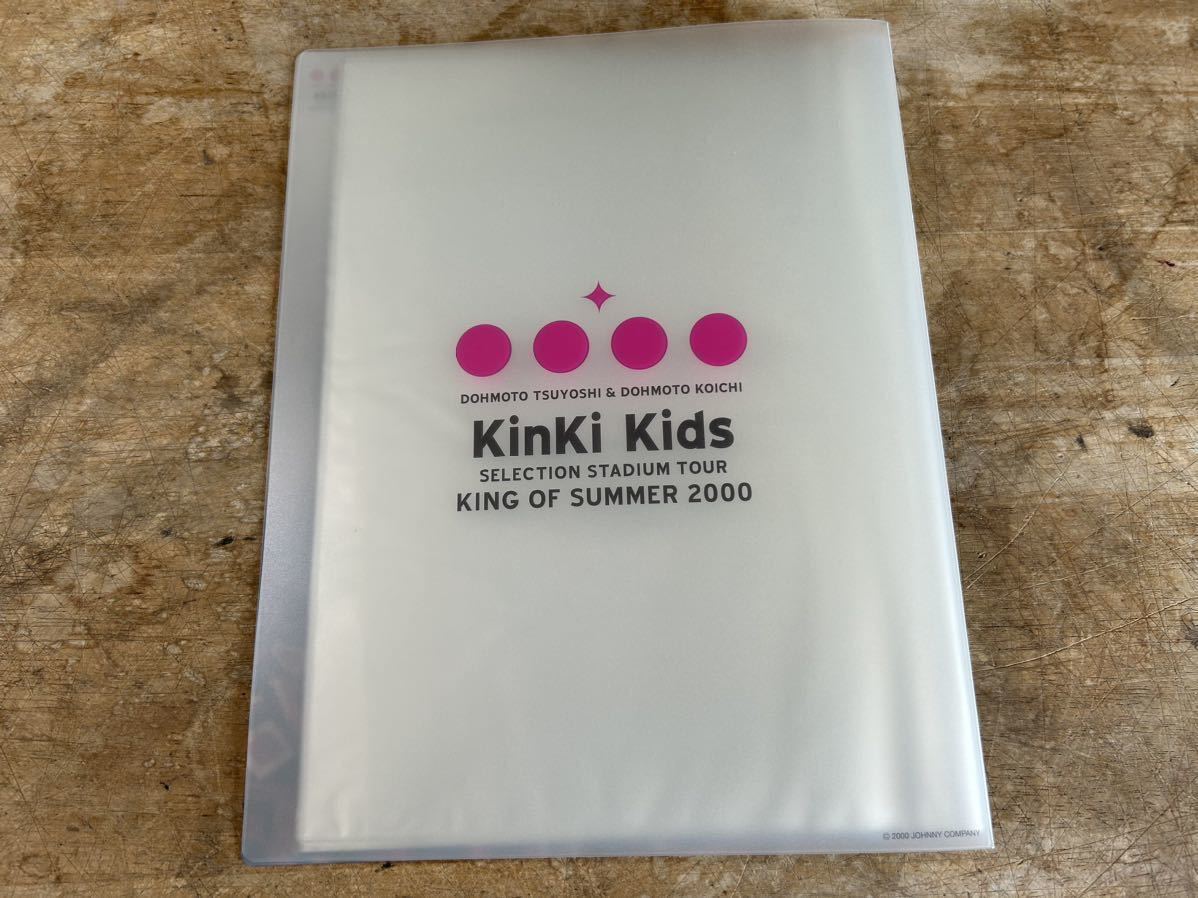 DOHMOTO TSUYOSHI & DOHMOTO KOICHI
KinKi Kids
SELECTION STADIUM TOUR
KING OF SUMMER 2000
© 2000 JOHNNY COMPANY